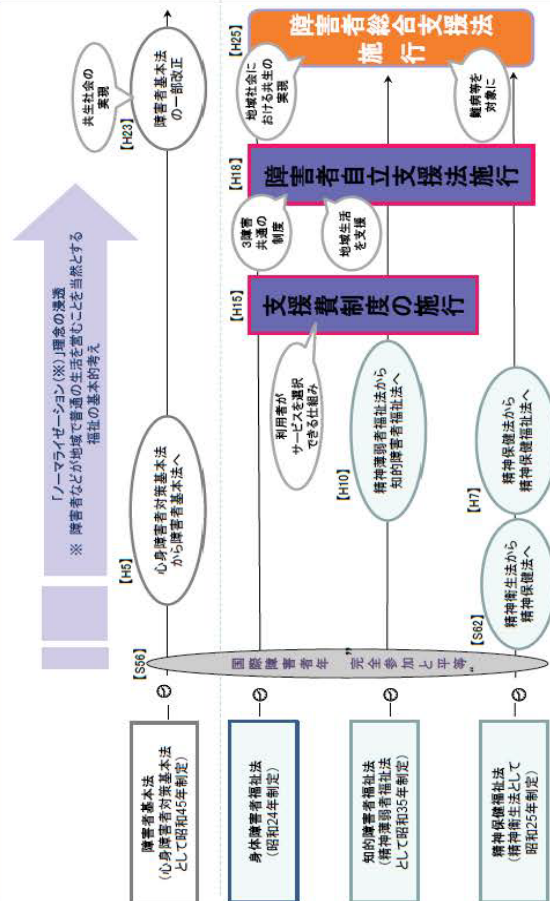 「ノーマライゼーション(※)」理念の浸透
※ 障害者などが地域で普通の生活を営むことを当然とする
福祉の基本的考え
障害者基本法
(心身障害者対策基本法
として昭和45年制定)
身体障害者福祉法
(昭和24年制定)
知的障害者福祉法
(精神薄弱者福祉法
として昭和35年制定)
精神保健福祉法
(精神衛生法として
昭和25年制定)
【S56】
国際障害者年 “完全参加と平等”
【H5】
心身障害者対策基本法
から障害者基本法へ
【S62】
精神衛生法から
精神保健法へ
【H7】
精神保健法から
精神保健福祉法へ
【H10】
精神薄弱者福祉法から
知的障害者福祉法へ
利用者が
サービスを選択
できる仕組み
【H15】
支援費制度の施行
3障害
共通の
制度
地域生活
を支援
【H18】
障害者自立支援法施行
共生社会の
実現
【H23】
障害者基本法
の一部改正
地域社会に
おける共生の
実現
難病等を
対象に
【H25】
障害者総合支援法
施行